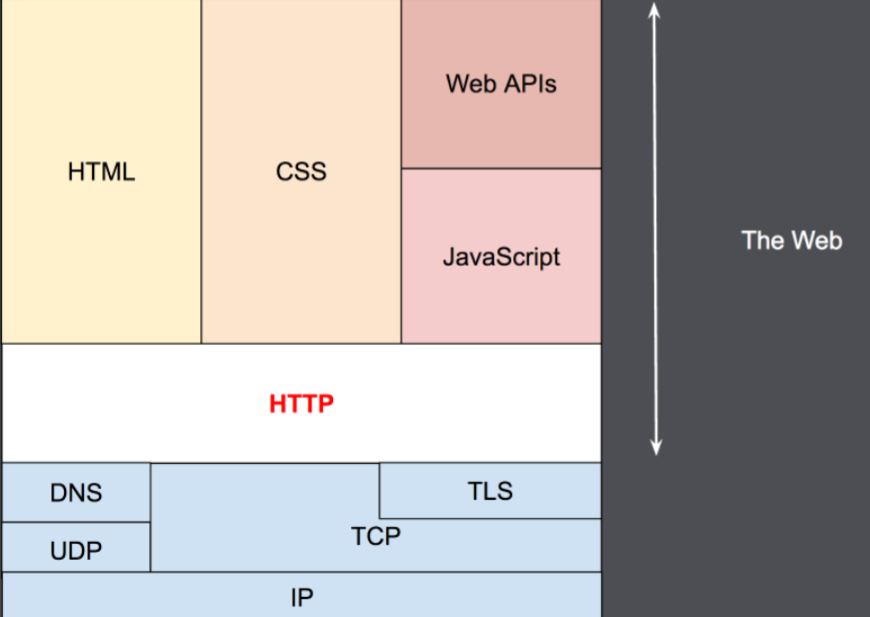 Web APIs
HTML
CSS
JavaScript
The Web
HTTP
DNS
TLS
TCP
UDP
IP